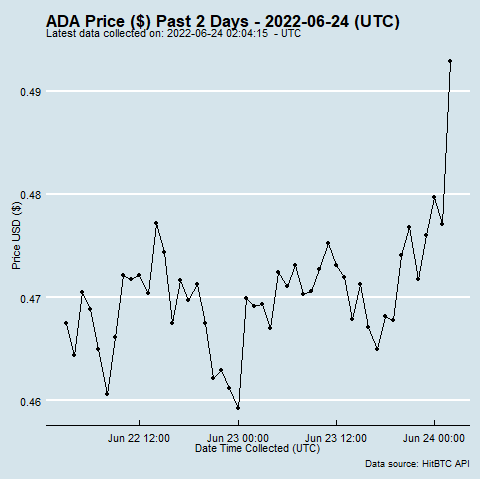 ADA Price ($) Past 2 Days - 2022-06-24 (UTC)
Latest data collected on: 2022-06-24 02:04:15 - UTC
0.49
0.48
0.47
0.46
Price USD ($)
Jun 22 12:00 Jun 23 00:00 Jun 23 12:00 Jun 24 00:00
Date Time Collected (UTC)
Data source: HitBTC API